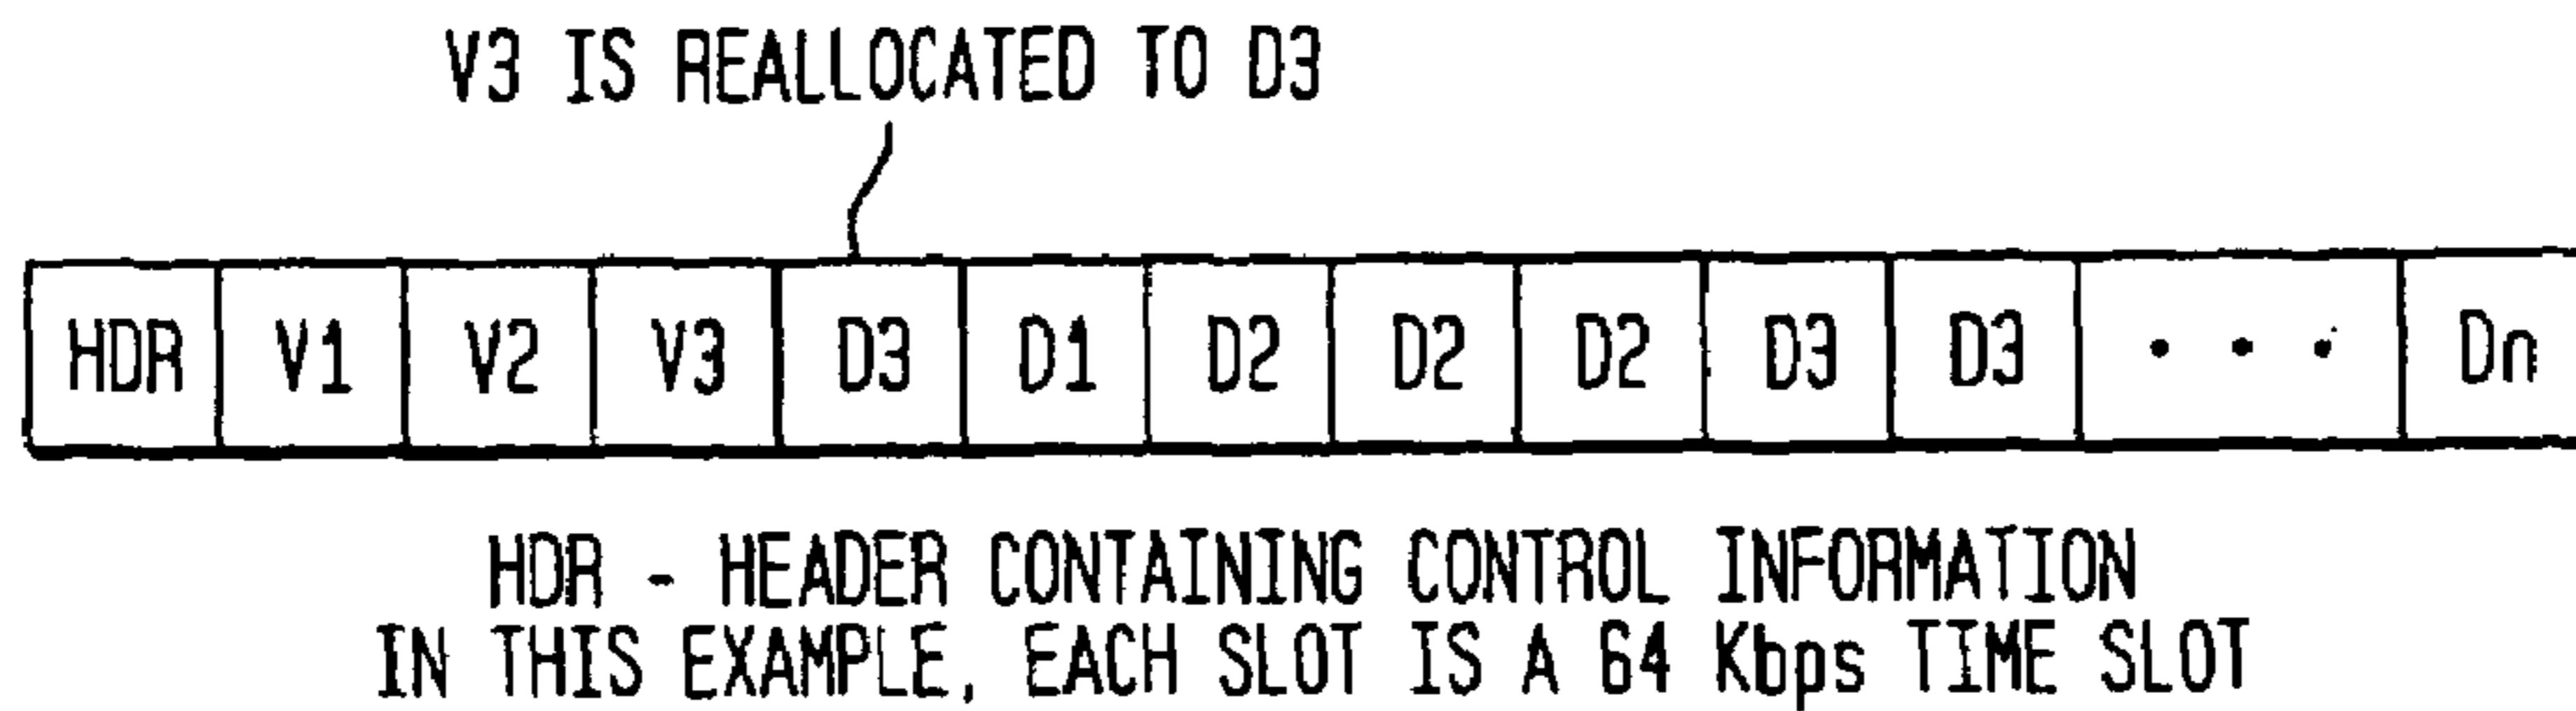 V3 IS REALLOCATED TO D3
HDR V1 V2 V3 D3 D1 D2 D2 D2 D3 D3 • • • Dn
HDR - HEADER CONTAINING CONTROL INFORMATION
IN THIS EXAMPLE, EACH SLOT IS A 64 Kbps TIME SLOT